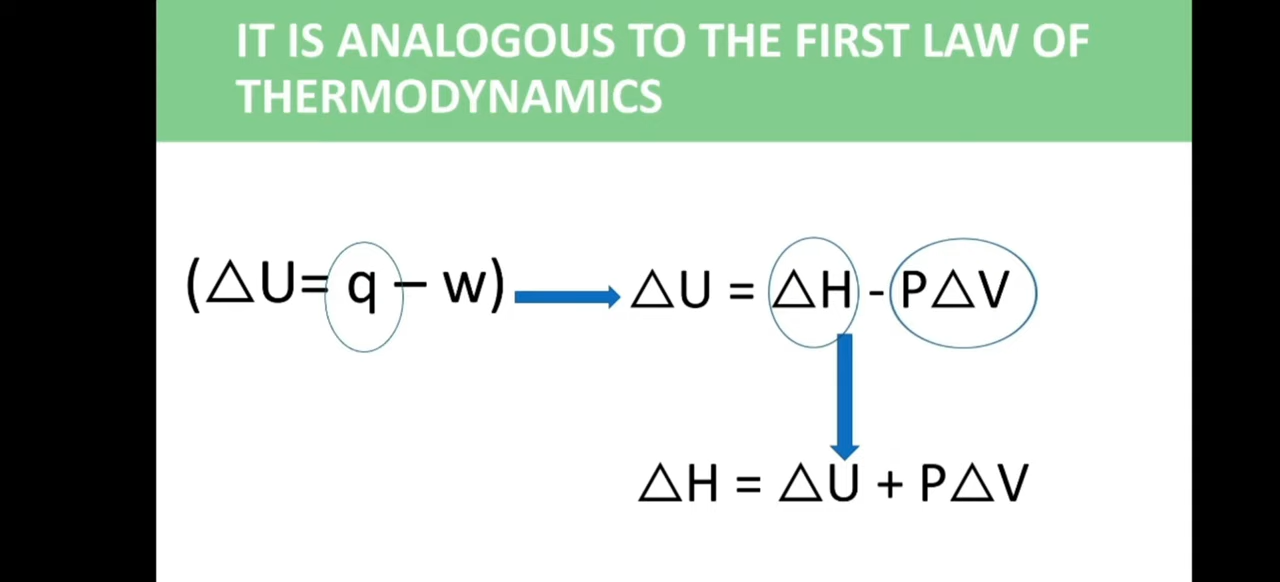 IT IS ANALOGOUS TO THE FIRST LAW OF
THERMODYNAMICS
(△U= q – w) △U = △H - P△V
△H = △U + P△V